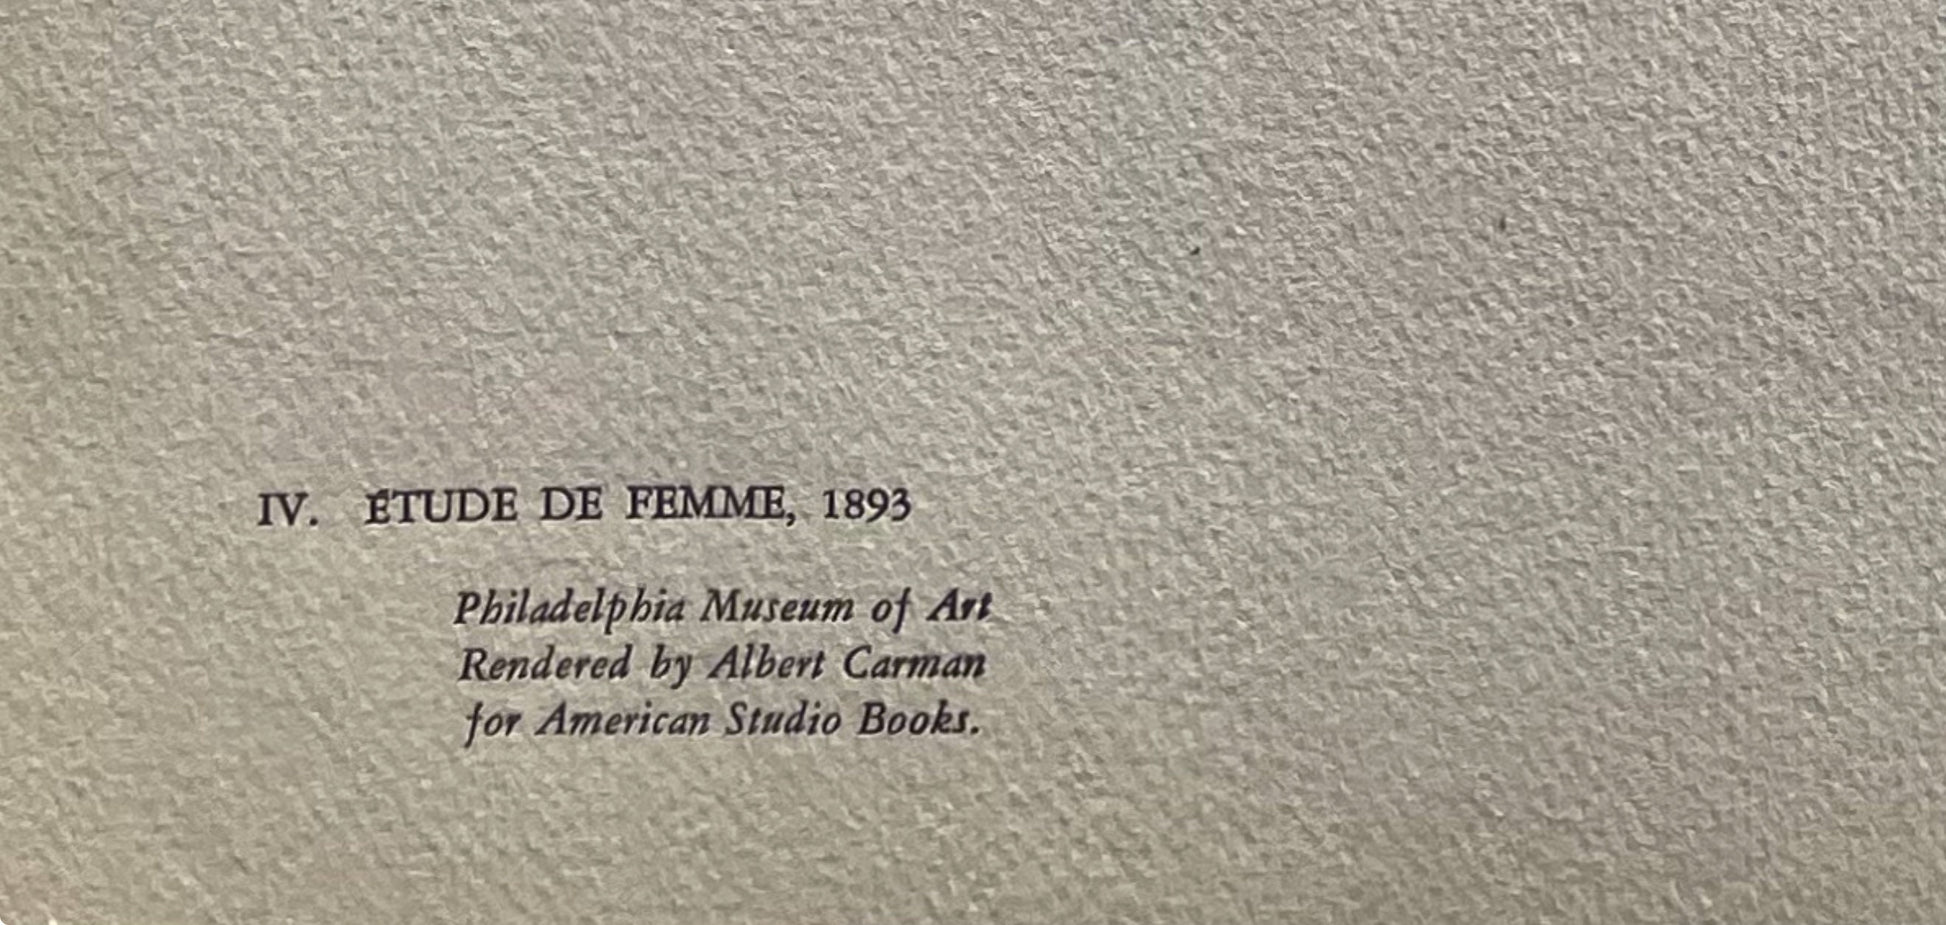 IV. ÉTUDE DE FEMME, 1893
Philadelphia Museum of Art
Rendered by Albert Carman
for American Studio Books.